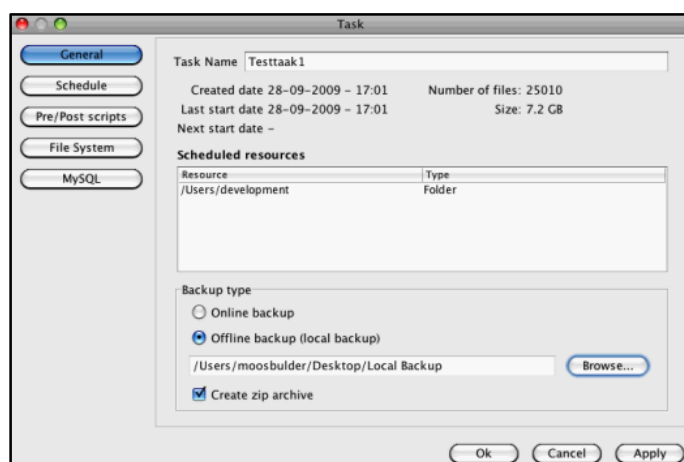 Task
General
Schedule
Pre/Post scripts
File System
MySQL
Task Name Testtaak1
Created date 28-09-2009 - 17:01 Number of files: 25010
Last start date 28-09-2009 - 17:01 Size: 7.2 GB
Next start date -
Scheduled resources
Resource Type
/Users/development Folder
Backup type
Online backup
Offline backup (local backup)
/Users/moosbulder/Desktop/Local Backup Browse...
Create zip archive
Ok Cancel Apply